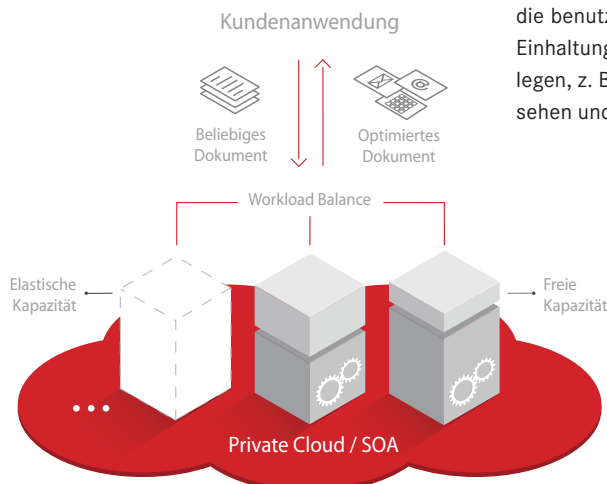 Kundenanwendung
Beliebiges
Dokument
Optimiertes
Dokument
Workload Balance
Elastische
Kapazität
Freie
Kapazität
Private Cloud / SOA
die benutz
Einhaltung
legen, z. B
sehen und